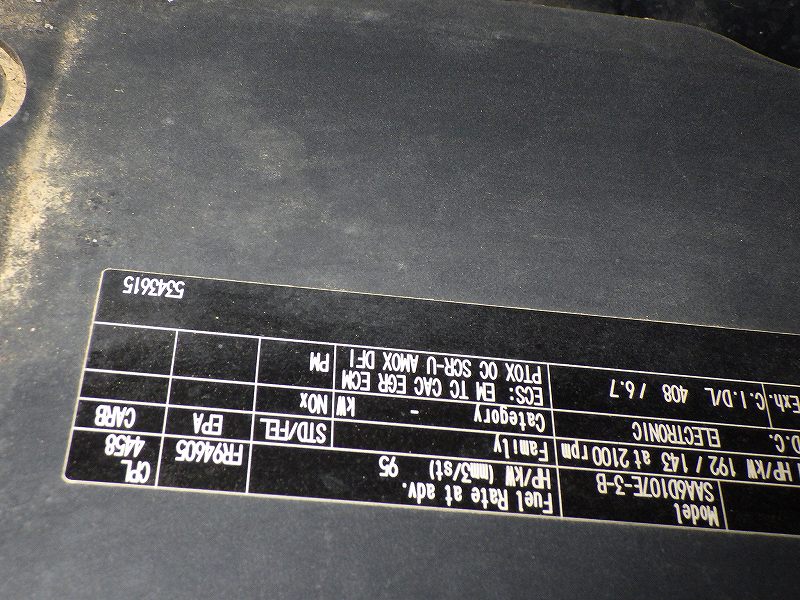 Model SAA6D107E-3-B
Fuel Rate at adv.
HP/kW (mm3/st) 95
FR94605
CPL
4458
HP/kW 192/143 at 2100 rpm
Family
STD/FEL
EPA
CARB
D.C. ELECTRONIC
Category - kW
NOx
Exh.
C.I.D/L 408 / 6.7
ECS: EM TC CAC EGR ECM
PTOX OC SCR-U AMOX DFI
PM
5343615